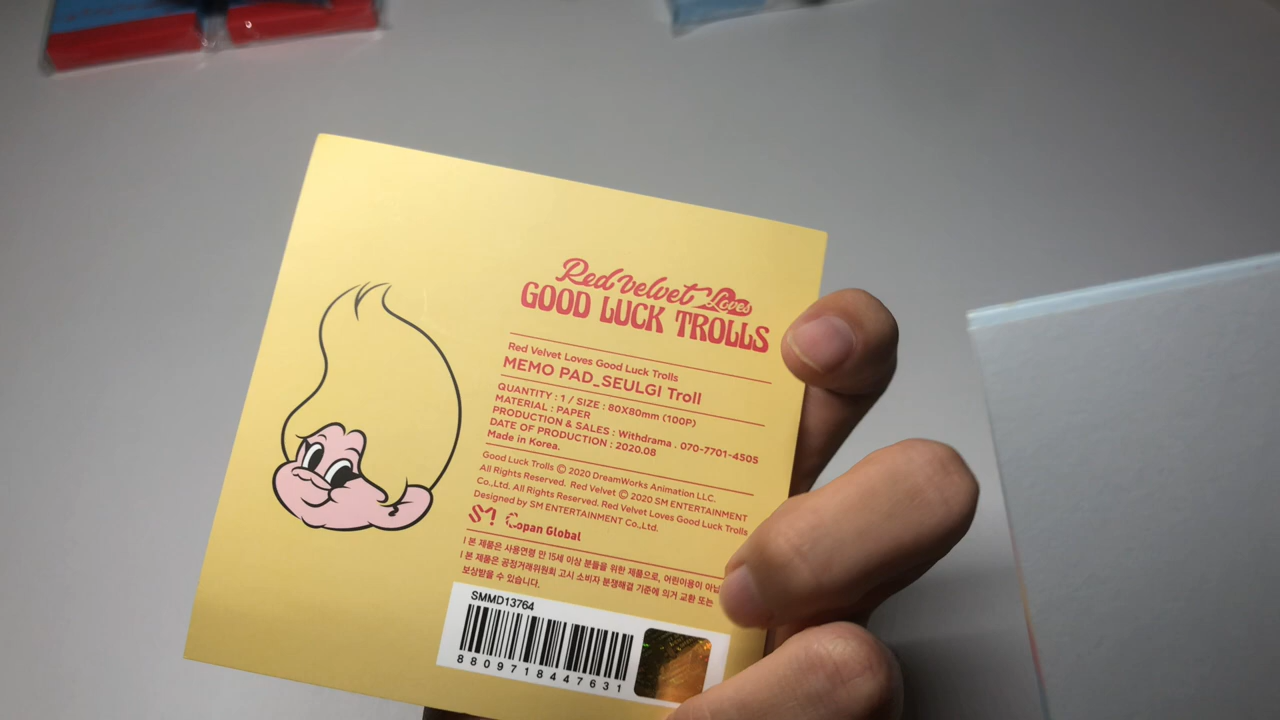 Red Velvet Loves
GOOD LUCK TROLLS
Red Velvet Loves Good Luck Trolls
MEMO PAD_SEULGI Troll
QUANTITY : 1 / SIZE : 80X80mm (100P)
MATERIAL : PAPER
PRODUCTION & SALES : Withdrama . 070-7701-4505
DATE OF PRODUCTION : 2020.08
Made in Korea.
Good Luck Trolls © 2020 DreamWorks Animation LLC.
All Rights Reserved. Red Velvet © 2020 SM ENTERTAINMENT
Co.,Ltd. All Rights Reserved. Red Velvet Loves Good Luck Trolls
Designed by SM ENTERTAINMENT Co.,Ltd.
SM! Copan Global
l 본 제품은 사용연령 만 15세 이상 분들을 위한 제품으로, 어린이용이
l 본 제품은 공정거래위원회 고시 소비자 분쟁해결 기준에 의거 교환 또는
보상받을 수 있습니다.
SMMD13764
8809718447631